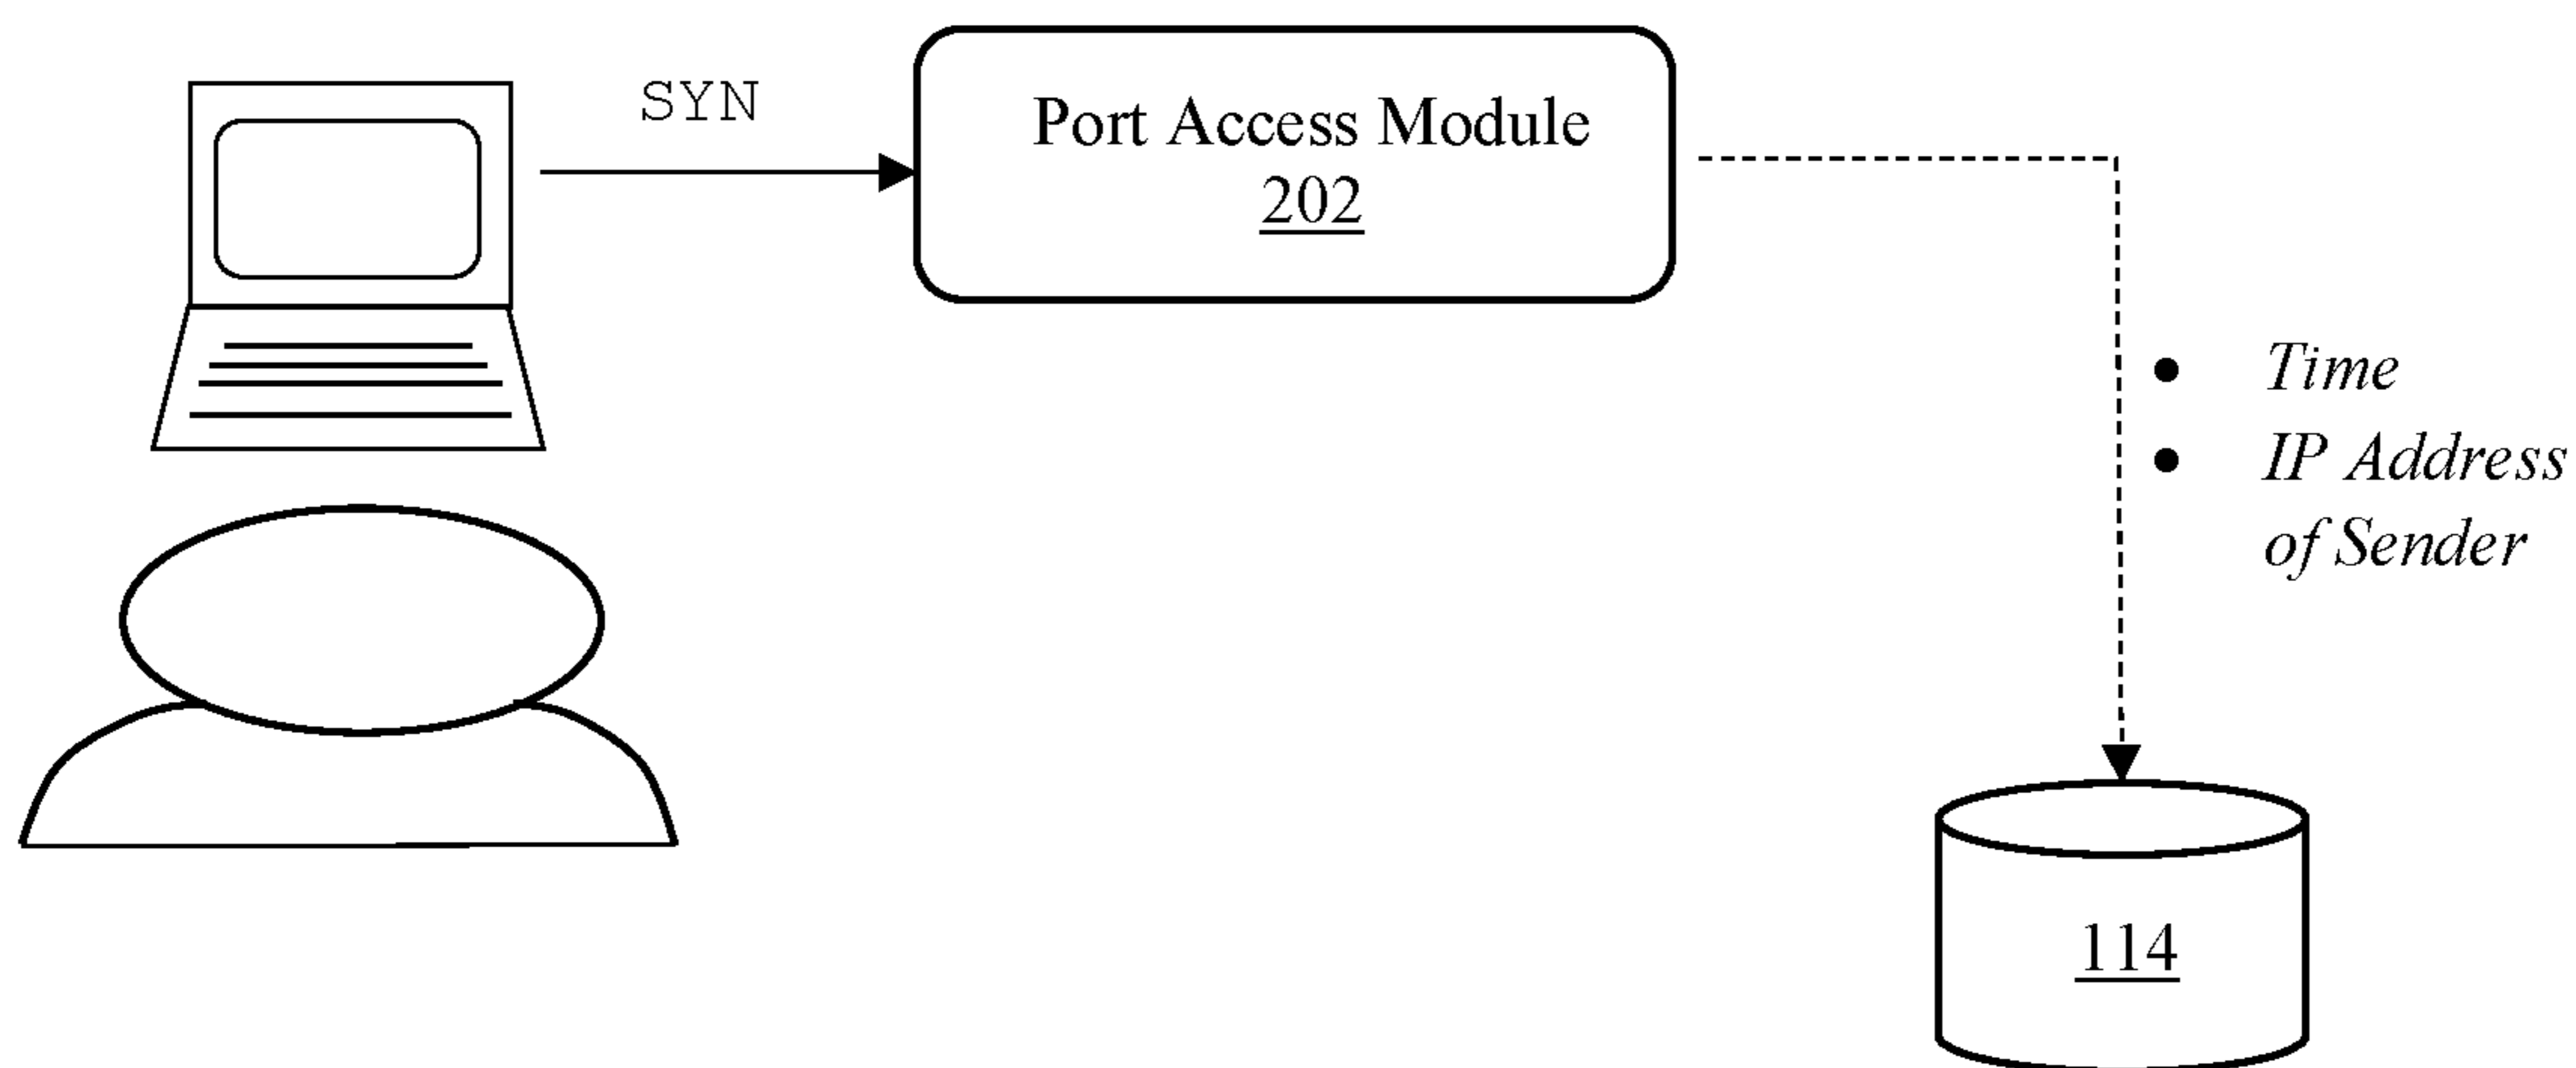 SYN
Port Access Module
202
• Time
• IP Address
of Sender
114